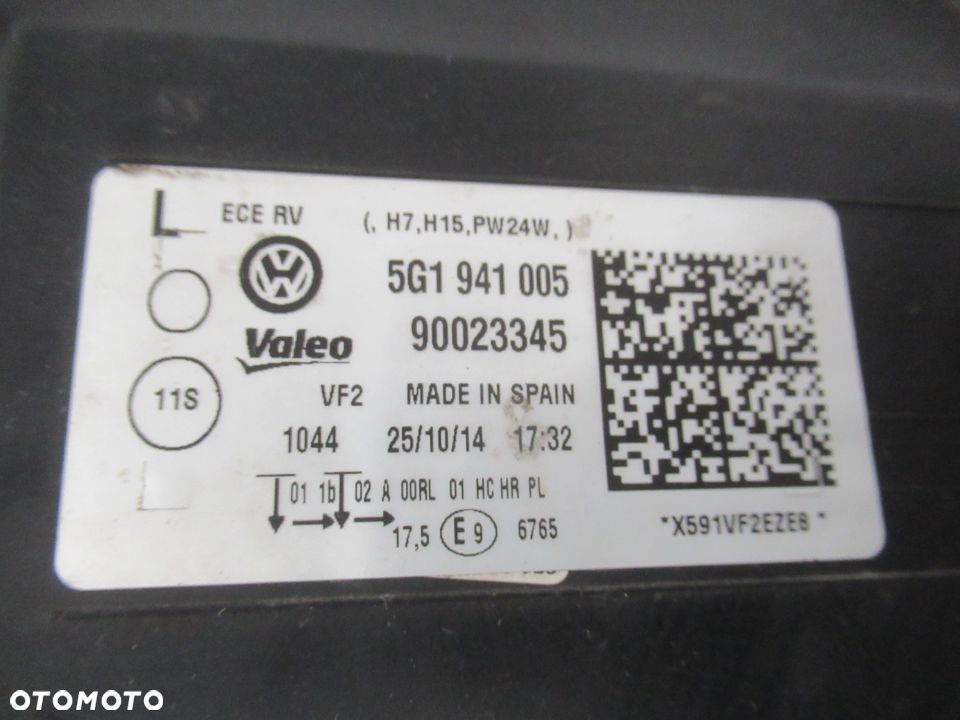 L ECE RV (, H7,H15,PW24W, )
5G1 941 005
Valeo 90023345
11S VF2 MADE IN SPAIN
1044 25/10/14 17:32
01 1b 02 A 00RL 01 HC HR PL
17,5 E9 6765
*X591VF2EZE8*
OTOMOTO